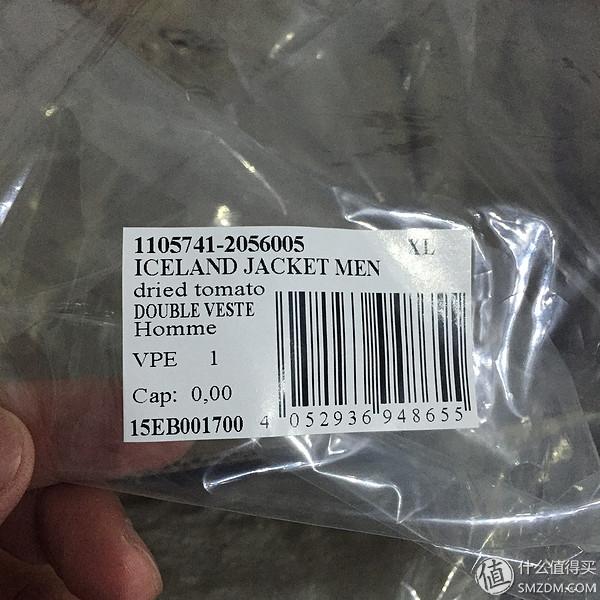 1105741-2056005 XL
ICELAND JACKET MEN
dried tomato
DOUBLE VESTE
Homme
VPE 1
Cap: 0,00
15EB001700
4 052936 948655
值 什么值得买
SMZDM.COM